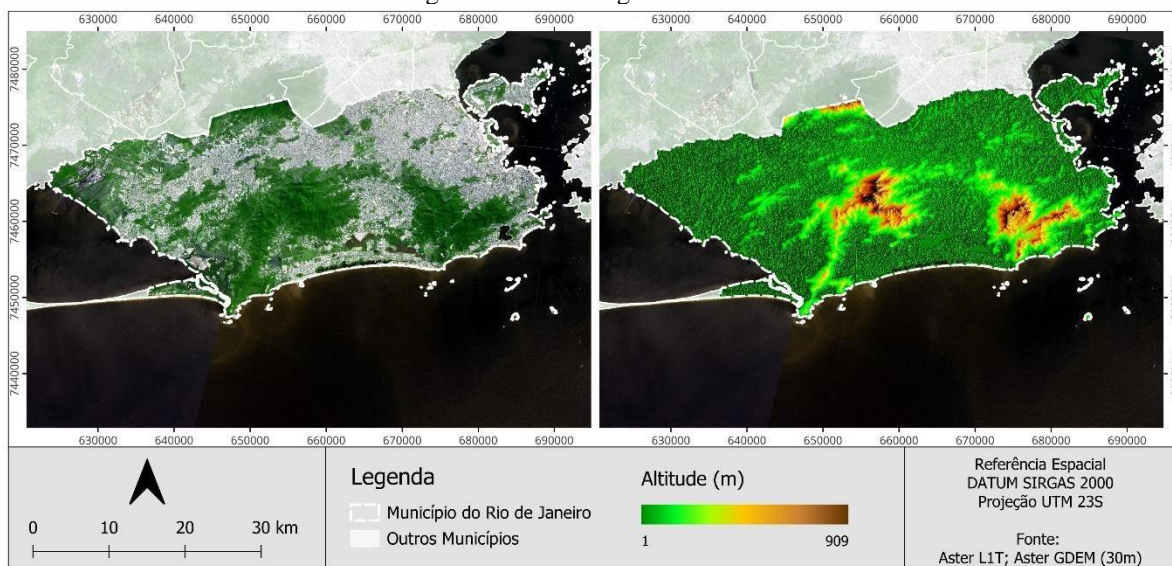 630000 640000 650000 660000 670000 680000 690000
630000 640000 650000 660000 670000 680000 690000
7480000
7470000
7460000
7450000
7440000
630000 640000 650000 660000 670000 680000 690000
630000 640000 650000 660000 670000 680000 690000
0 10 20 30 km
Legenda
Município do Rio de Janeiro
Outros Municípios
Altitude (m)
1 909
Referência Espacial
DATUM SIRGAS 2000
Projeção UTM 23S
Fonte:
Aster L1T; Aster GDEM (30m)